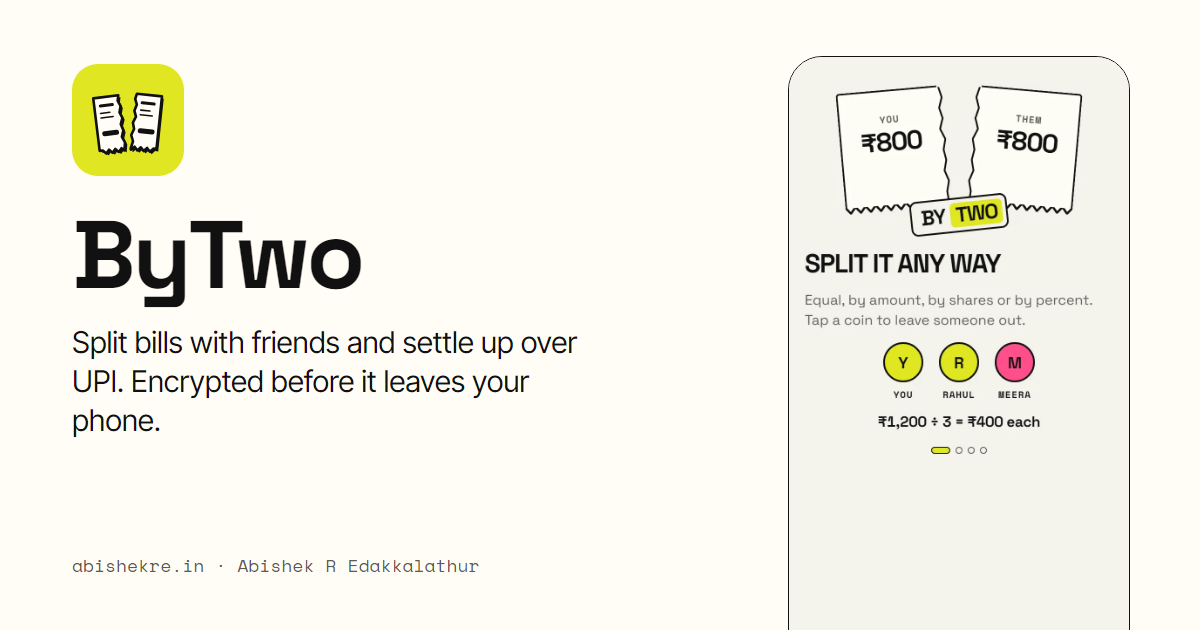 ByTwo
Split bills with friends and settle up over
UPI. Encrypted before it leaves your
phone.
abishekre.in · Abishek R Edakkalathur
YOU
₹800
THEM
₹800
BY TWO
SPLIT IT ANY WAY
Equal, by amount, by shares or by percent.
Tap a coin to leave someone out.
Y R M
YOU RAHUL MEERA
₹1,200 ÷ 3 = ₹400 each